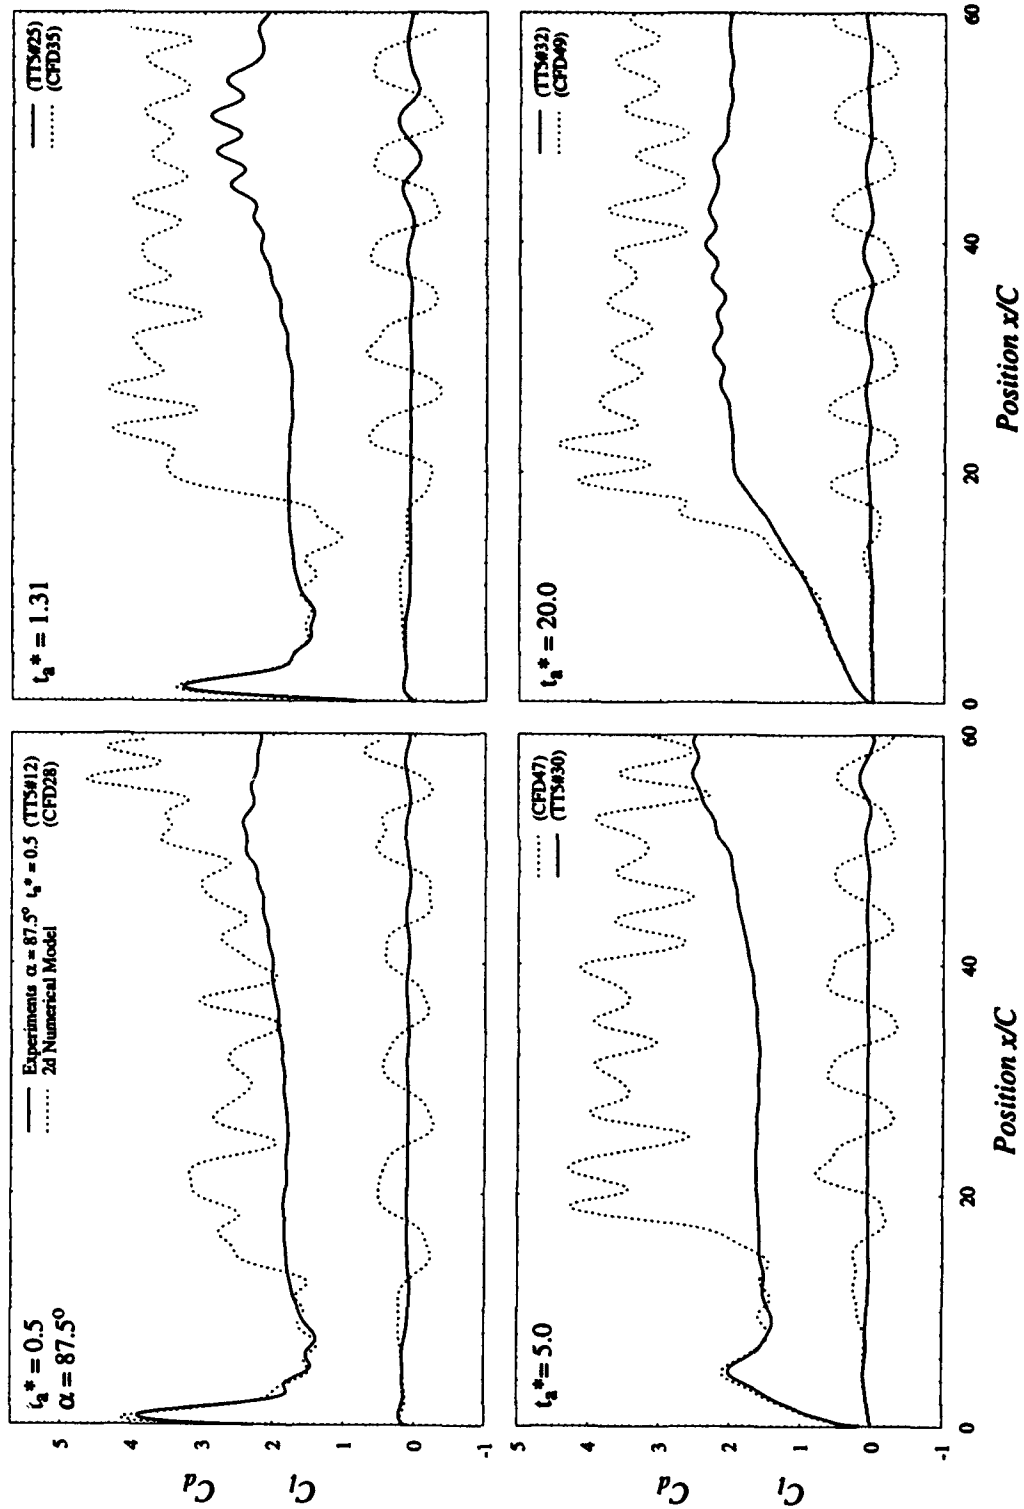 t_a* = 0.5
α = 87.5°
Experiments α = 87.5° t_a* = 0.5 (TTS#12)
2d Numerical Model (CFD28)
5
4
3
2
1
0
-1
C_d
C_l
t_a* = 1.31
(TTS#25)
(CFD35)
t_a* = 5.0
(CFD47)
(TTS#30)
5
4
3
2
1
0
-1
C_d
C_l
0
20
40
60
Position x/C
t_a* = 20.0
(TTS#32)
(CFD49)
0
20
40
60
Position x/C